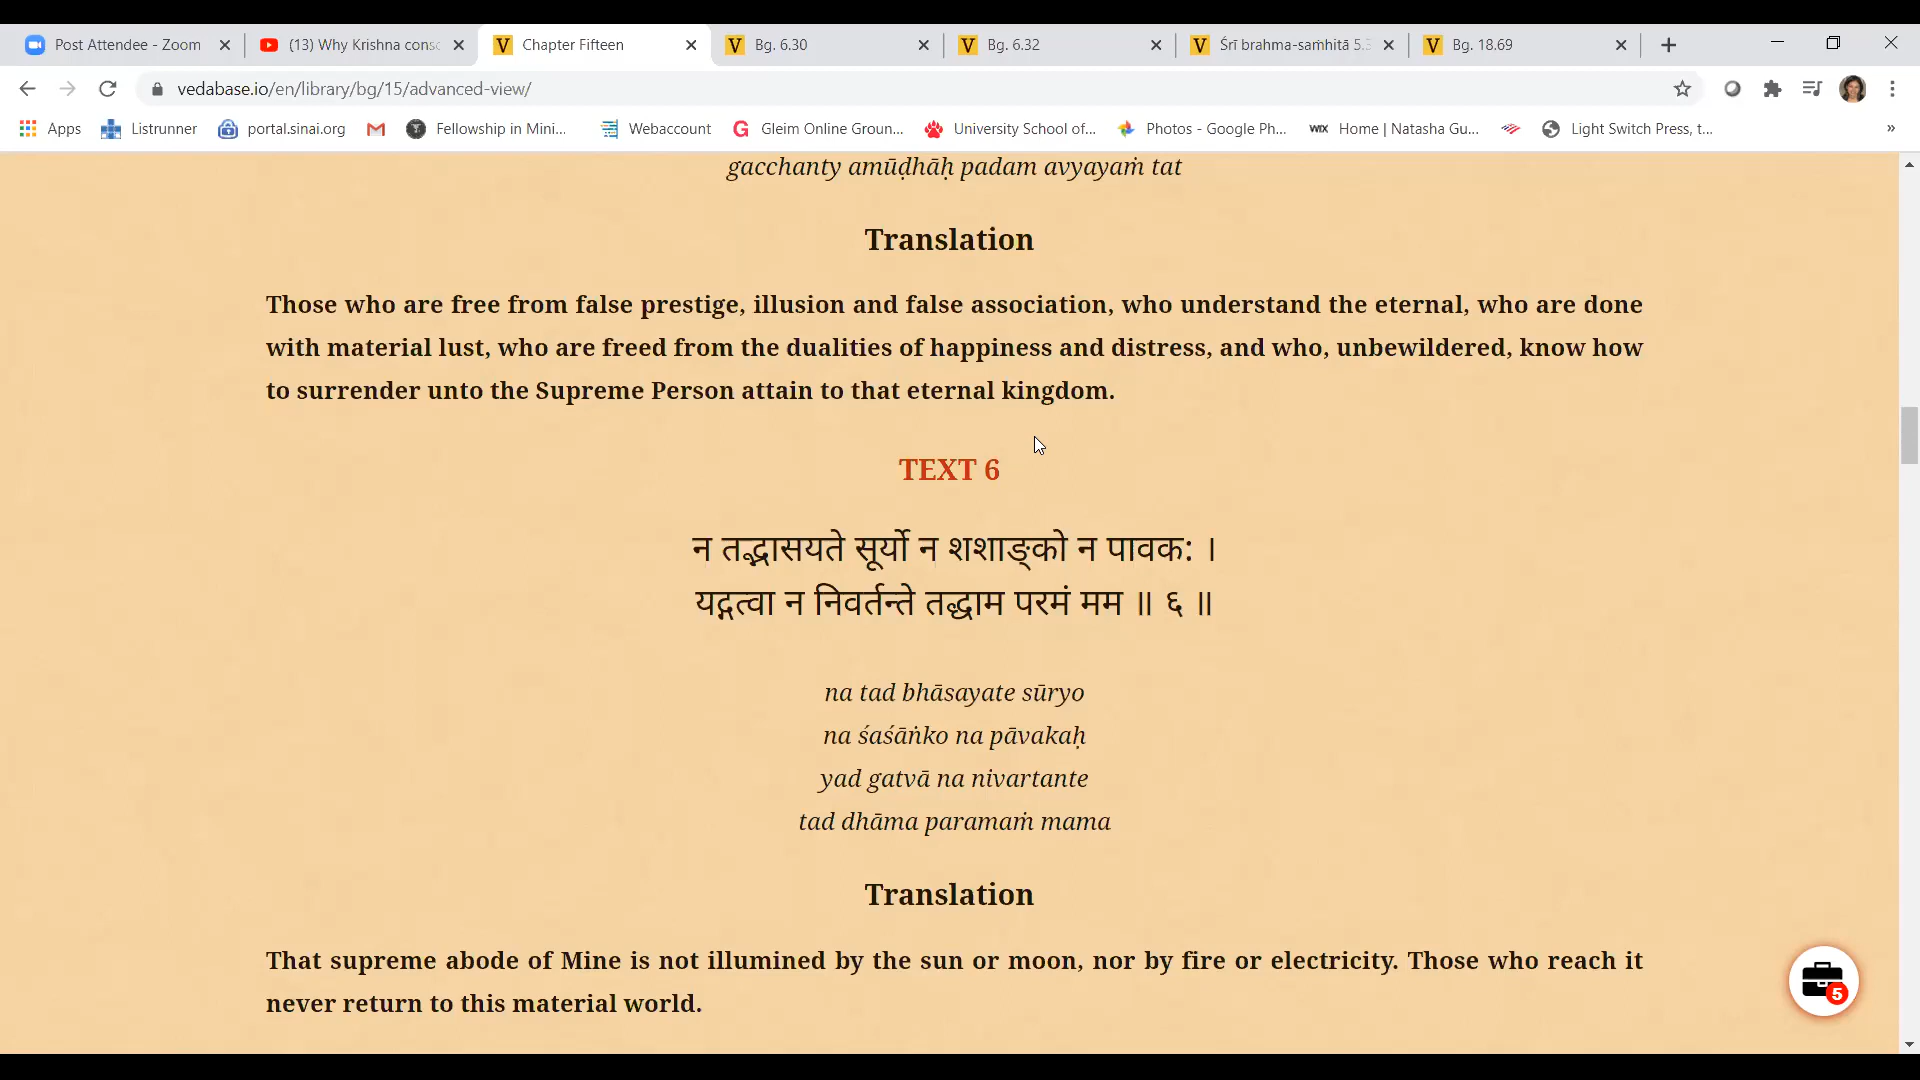 Post Attendee - Zoom
(13) Why Krishna consc
Chapter Fifteen
Bg. 6.30
Bg. 6.32
Śrī brahma-saṁhitā 5.3
Bg. 18.69
vedabase.io/en/library/bg/15/advanced-view/
Apps
Listrunner
portal.sinai.org
Fellowship in Mini...
Webaccount
Gleim Online Groun...
University School of...
Photos - Google Ph...
WIX Home | Natasha Gu...
Light Switch Press, t...
»
gacchanty amūḍhāḥ padam avyayaṁ tat
Translation
Those who are free from false prestige, illusion and false association, who understand the eternal, who are done
with material lust, who are freed from the dualities of happiness and distress, and who, unbewildered, know how
to surrender unto the Supreme Person attain to that eternal kingdom.
TEXT 6
न तद्भासयते सूर्यो न शशाङ्को न पावकः ।
यद्गत्वा न निवर्तन्ते तद्धाम परमं मम ॥ ६ ॥
na tad bhāsayate sūryo
na śaśāṅko na pāvakaḥ
yad gatvā na nivartante
tad dhāma paramaṁ mama
Translation
That supreme abode of Mine is not illumined by the sun or moon, nor by fire or electricity. Those who reach it
never return to this material world.
5